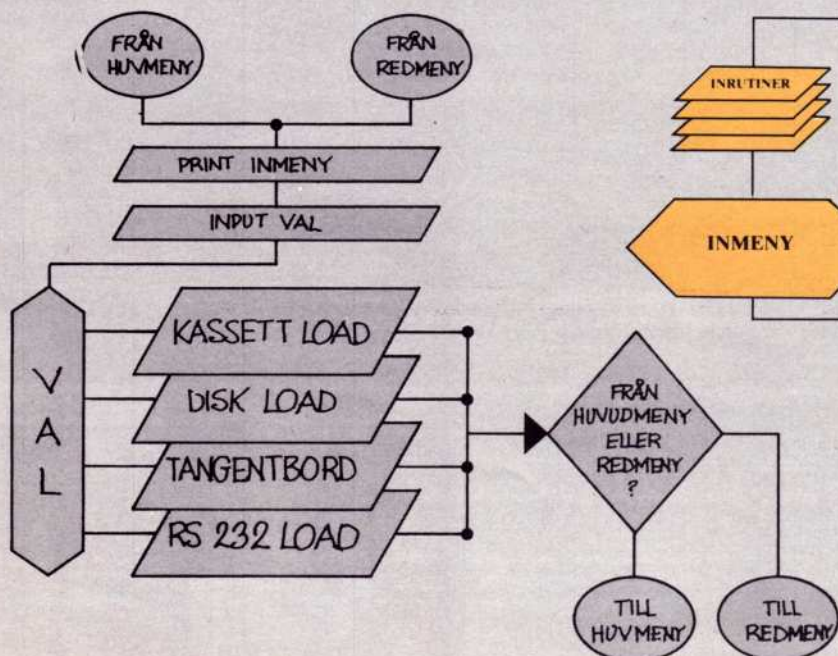 FRÅN
HUVMENY
FRÅN
REDMENY
INRUTINER
PRINT INMENY
INPUT VAL
INMENY
VAL
KASSETT LOAD
DISK LOAD
TANGENTBORD
RS 232 LOAD
FRÅN
HUVUDMENY
ELLER
REDMENY
?
TILL
HUVMENY
TILL
REDMENY